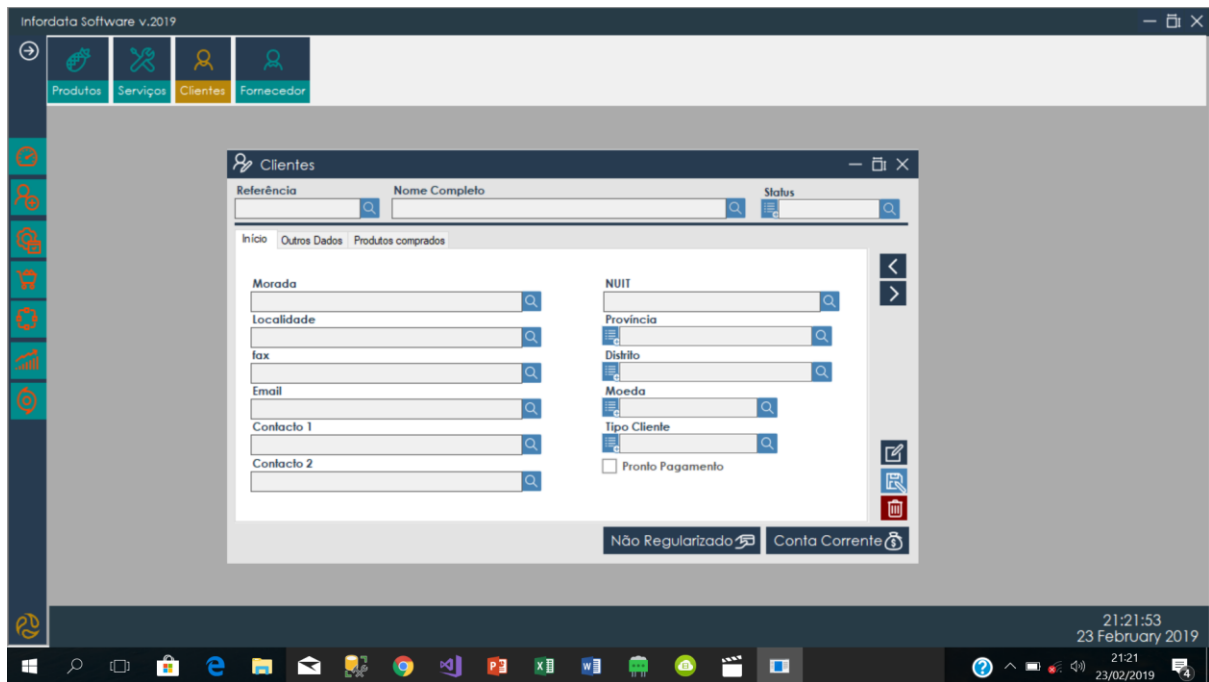 Infordata Software v.2019
Produtos Serviços Clientes Fornecedor
Clientes
Referência Nome Completo Status
Início Outros Dados Produtos comprados
Morada NUIT
Localidade Província
fax Distrito
Email Moeda
Contacto 1 Tipo Cliente
Contacto 2 Pronto Pagamento
Não Regularizado Conta Corrente
21:21:53
23 February 2019
21:21
23/02/2019
4